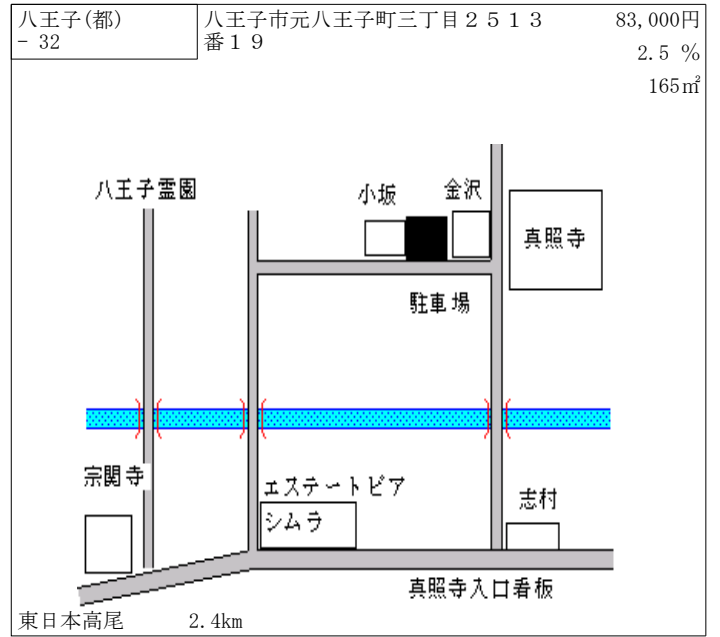 八王子(都)
- 32
八王子市元八王子町三丁目２５１３
番１９
83,000円
2.5 %
165㎡
八王子霊園
小坂
金沢
真照寺
駐車場
宗関寺
エステートピア
シムラ
志村
真照寺入口看板
東日本高尾 2.4km